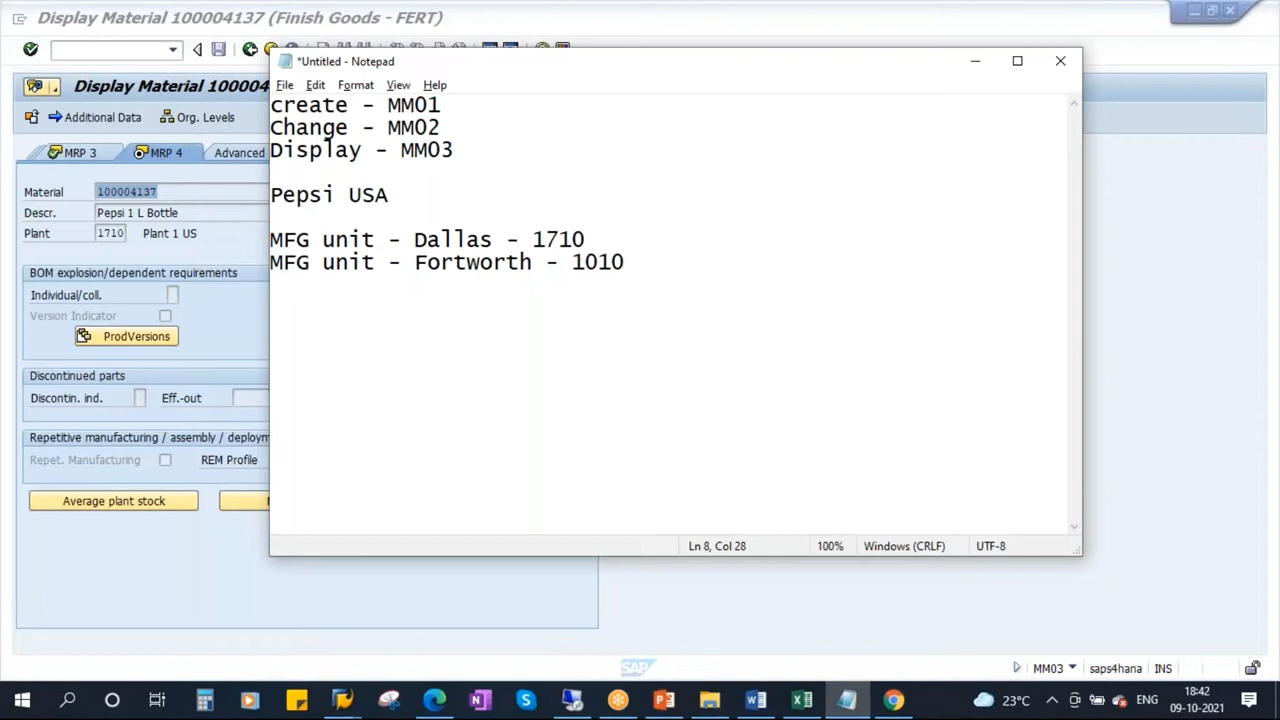 Display Material 100004137 (Finish Goods - FERT)
*Untitled - Notepad
File Edit Format View Help
Display Material 100004
Additional Data Org. Levels
MRP 3 MRP 4 Advanced
create - MM01
Change - MM02
Display - MM03
Pepsi USA
MFG unit - Dallas - 1710
MFG unit - Fortworth - 1010
Material 100004137
Descr. Pepsi 1 L Bottle
Plant 1710 Plant 1 US
BOM explosion/dependent requirements
Individual/coll.
Version Indicator
ProdVersions
Discontinued parts
Discontin. ind. Eff.-out
Repetitive manufacturing / assembly / deploym
Repet. Manufacturing REM Profile
Average plant stock
Ln 8, Col 28 100% Windows (CRLF) UTF-8
SAP MM03 saps4hana INS
23°C ENG 18:42
09-10-2021